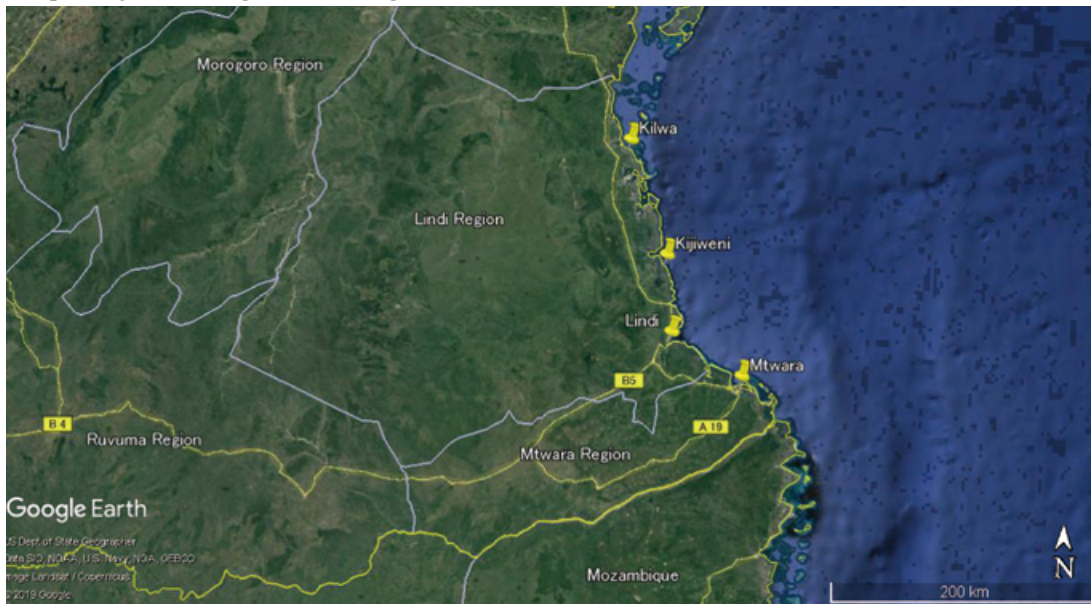 Morogoro Region
Kilwa
Lindi Region
Kijiweni
Lindi
Mtwara
B5
B 4
A 19
Ruvuma Region
Mtwara Region
Google Earth
US Dept of State Geographer
Data SIO, NOAA, U.S. Navy, NGA, GEBCO
Image Landsat / Copernicus
© 2019 Google
Mozambique
N
200 km